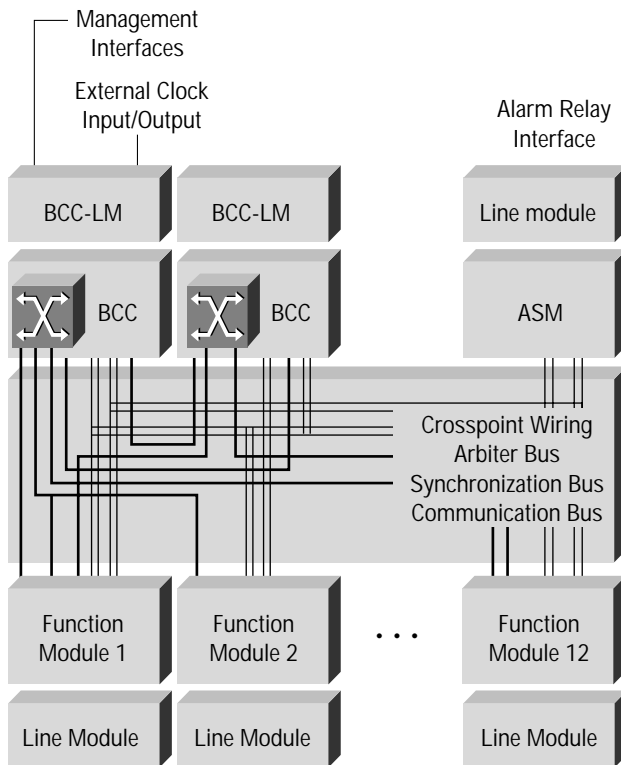 Management
Interfaces
External Clock
Input/Output
Alarm Relay
Interface
BCC-LM
BCC-LM
Line module
BCC
BCC
ASM
Crosspoint Wiring
Arbiter Bus
Synchronization Bus
Communication Bus
Function
Module 1
Function
Module 2
. . .
Function
Module 12
Line Module
Line Module
Line Module